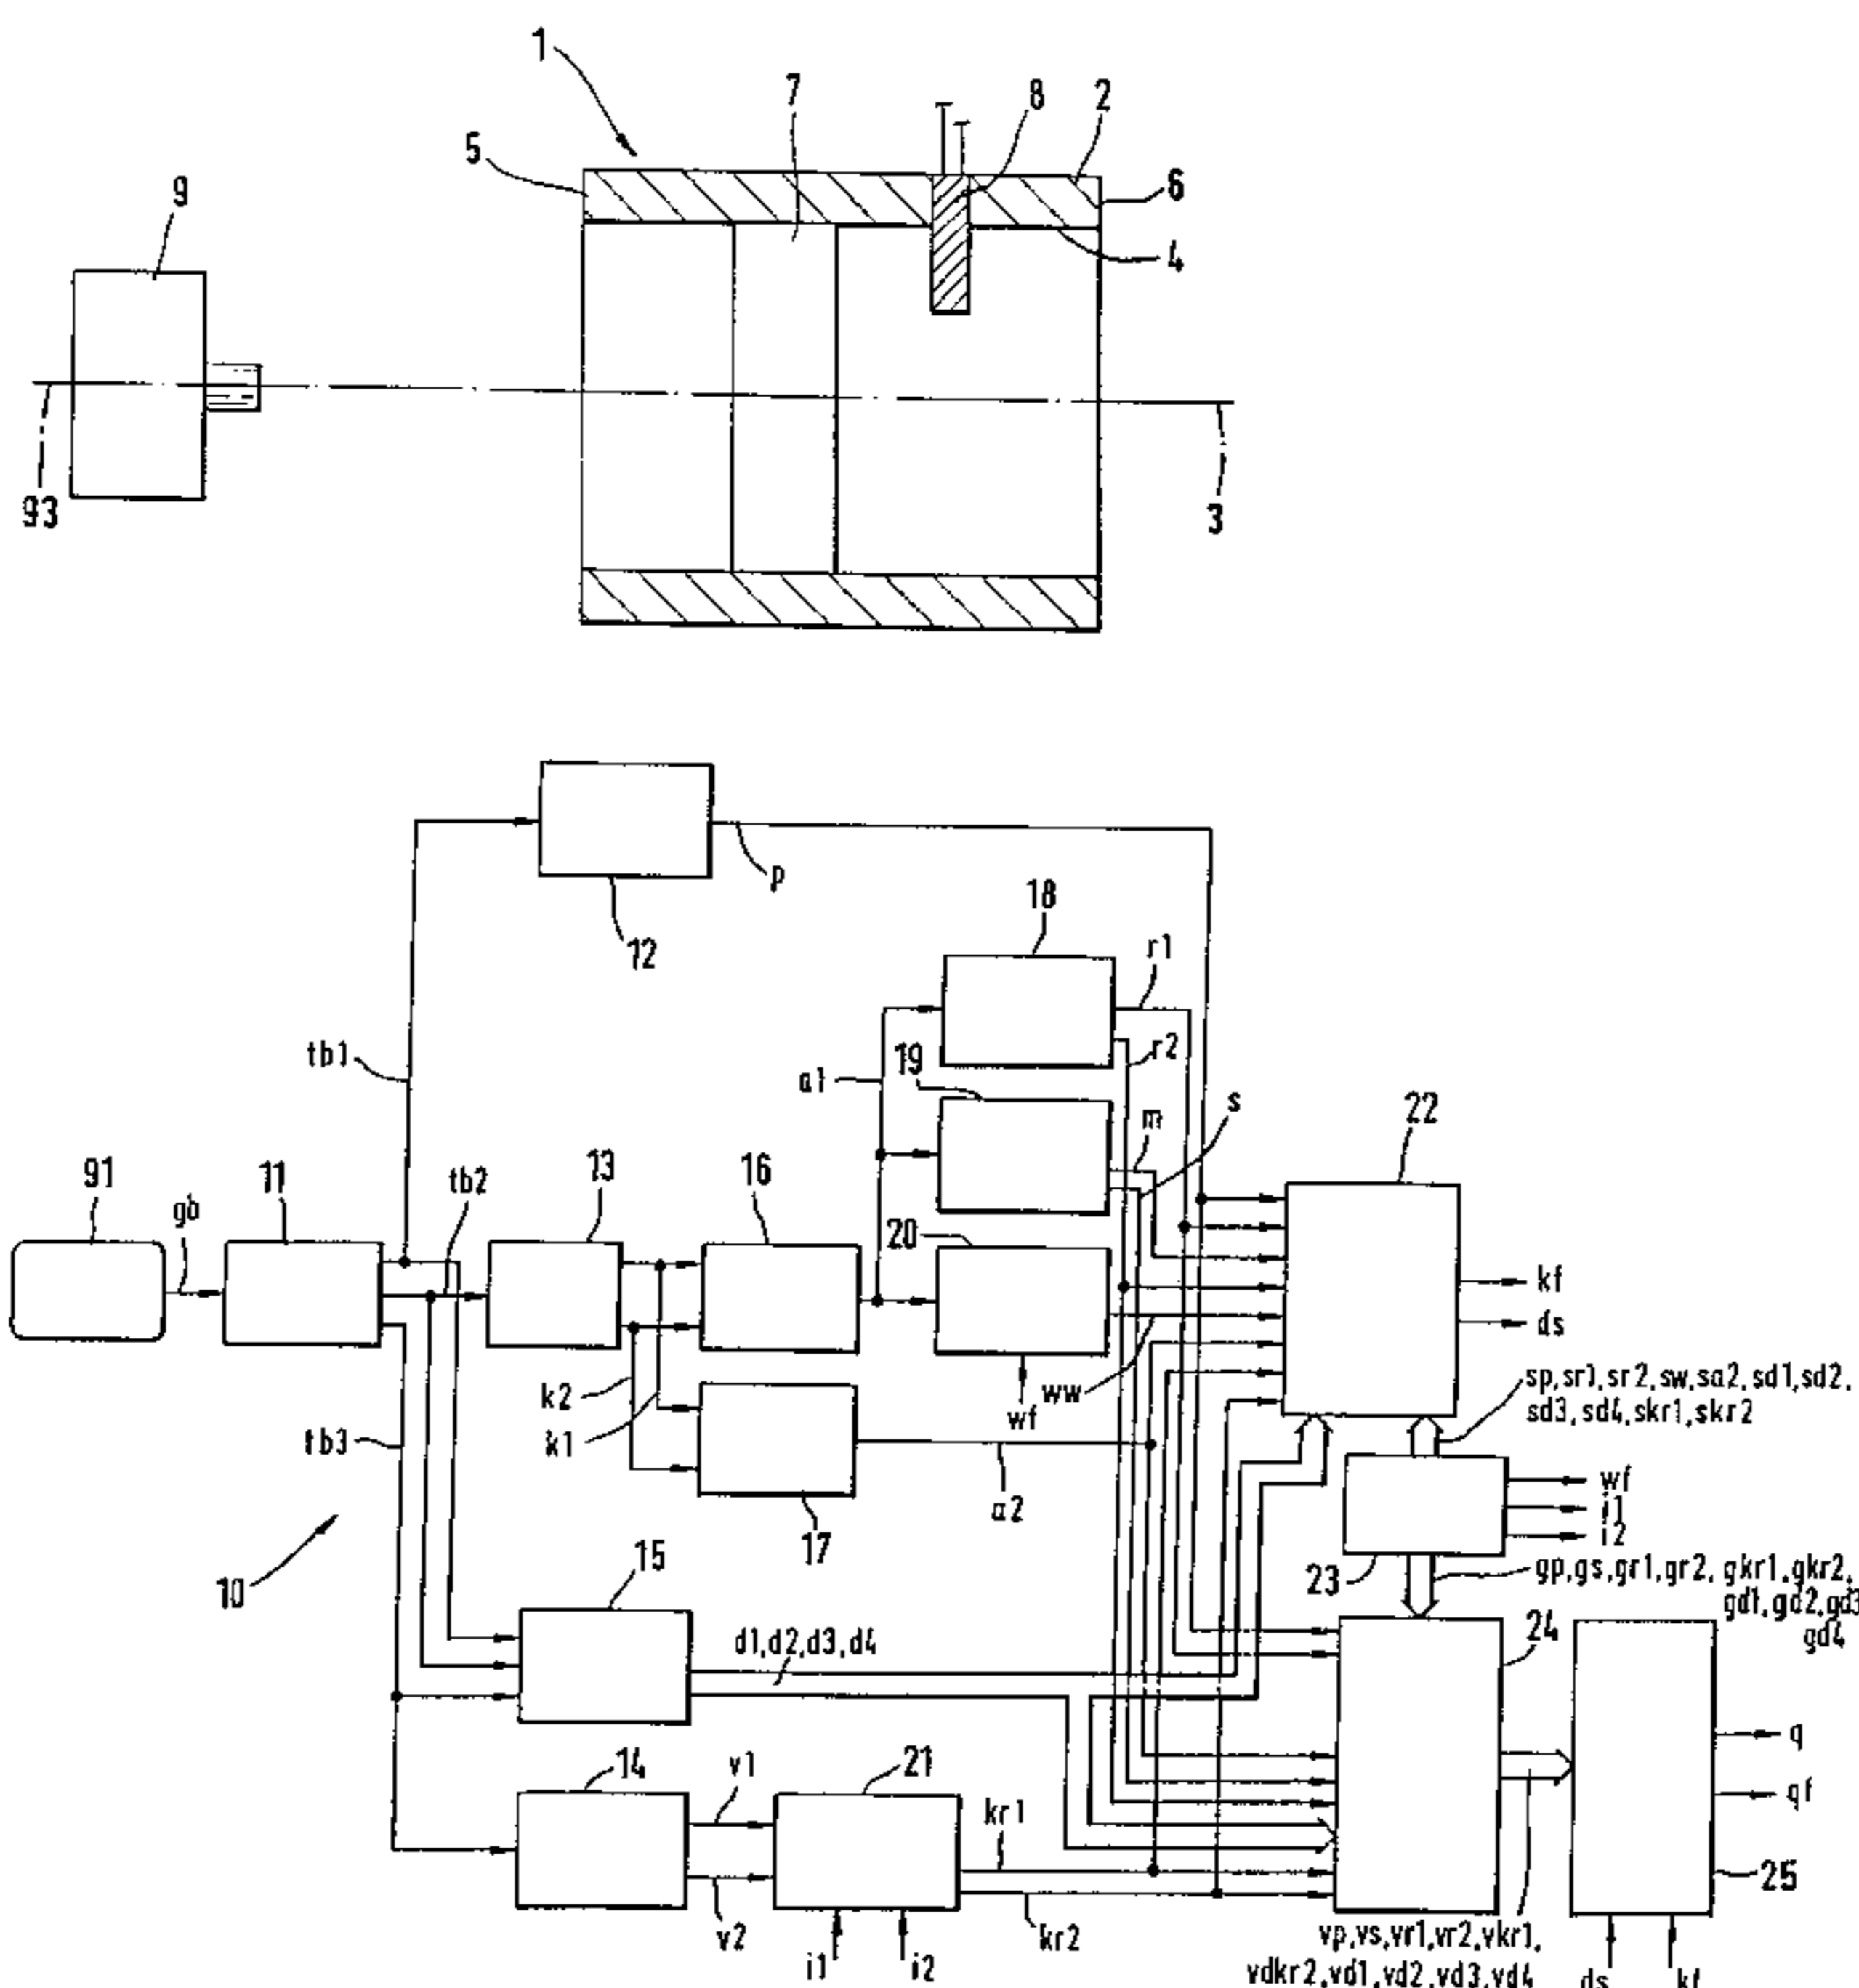 1
7
8
2
5
6
9
4
93
3
12
p
18
r1
tb1
r2
a1
19
m
s
22
91
gb
11
tb2
13
16
20
kf
ds
k2
k1
wf
ww
sp,sr1,sr2,sw,sa2,sd1,sd2,
sd3,sd4,skr1,skr2
tb3
a2
wf
i1
i2
17
10
15
23
gp,gs,gr1,gr2,gkr1,gkr2,
gd1,gd2,gd3
gd4
d1,d2,d3,d4
24
q
14
v1
21
qf
kr1
25
v2
kr2
i1
i2
vp,vs,vr1,vr2,vkr1,
vdkr2,vd1,vd2,vd3,vd4
ds
kf